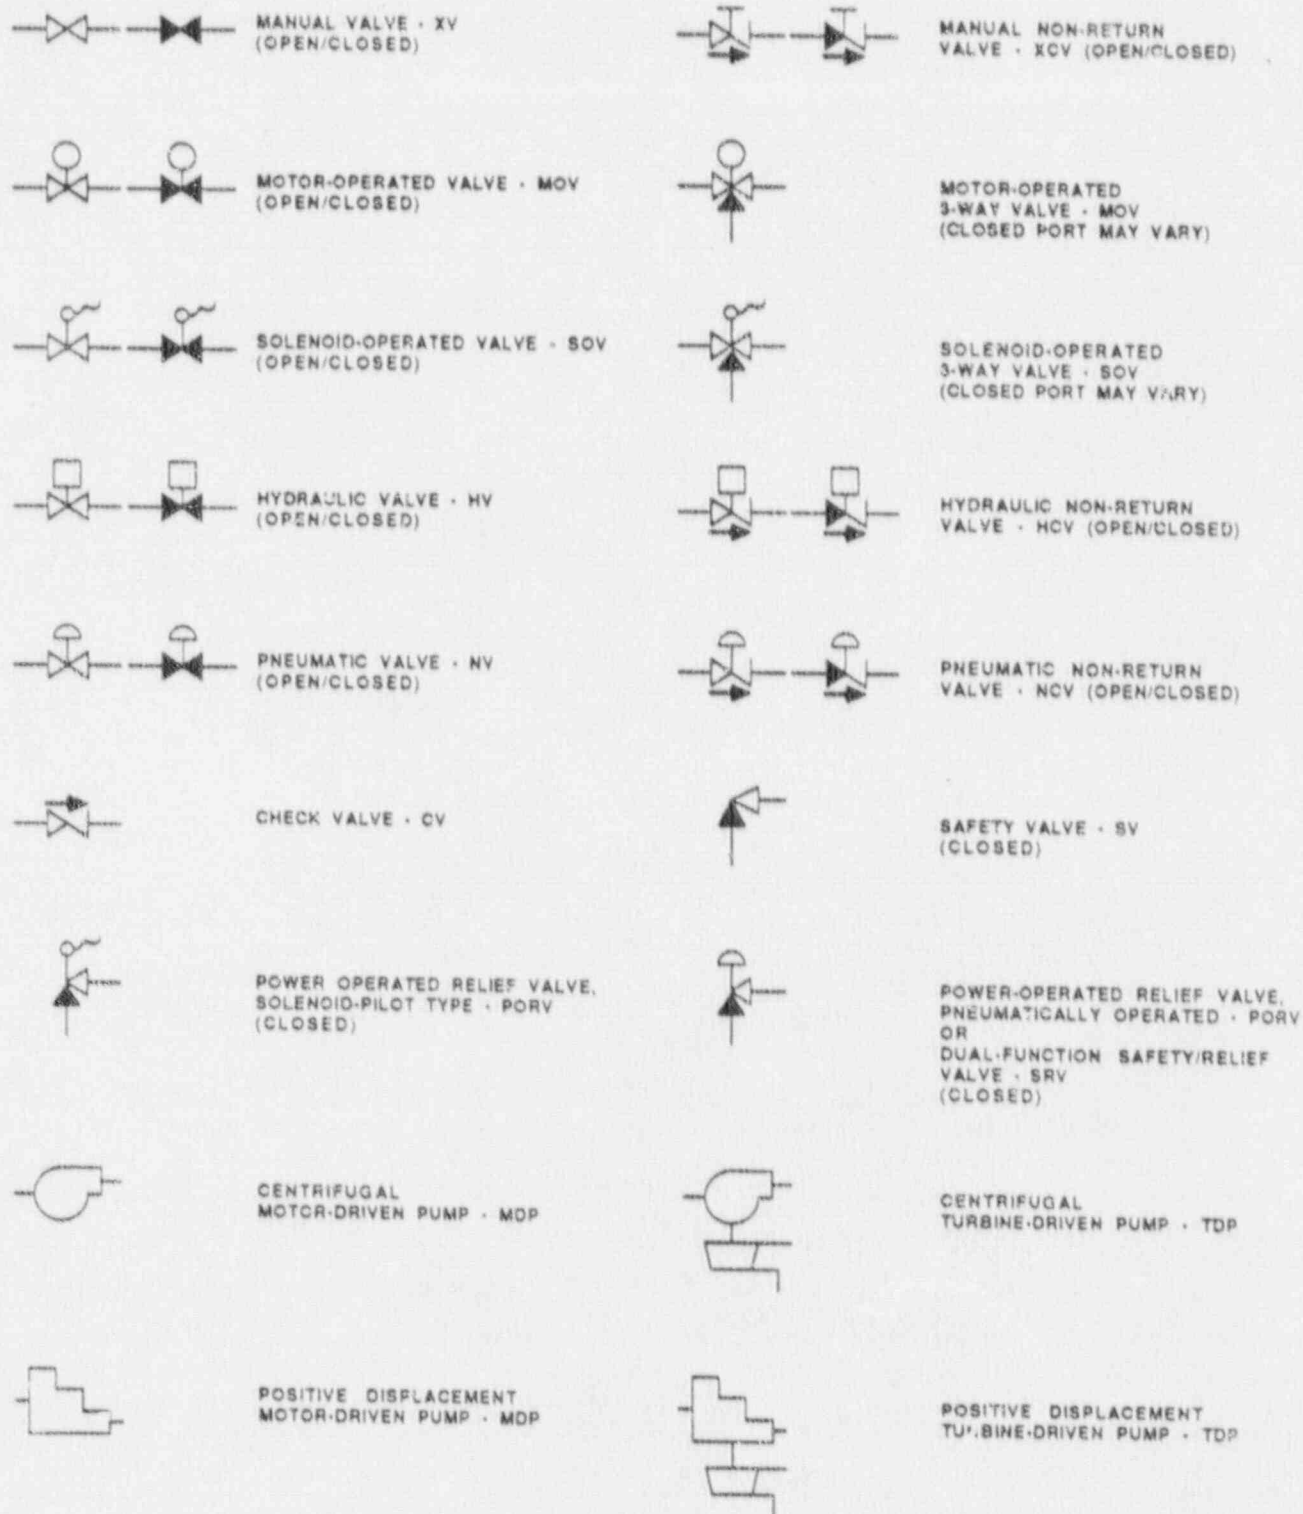 MANUAL VALVE - XV
(OPEN/CLOSED)
MANUAL NON-RETURN
VALVE - XCV (OPEN/CLOSED)
MOTOR-OPERATED VALVE - MOV
(OPEN/CLOSED)
MOTOR-OPERATED
3-WAY VALVE - MOV
(CLOSED PORT MAY VARY)
SOLENOID-OPERATED VALVE - SOV
(OPEN/CLOSED)
SOLENOID-OPERATED
3-WAY VALVE - SOV
(CLOSED PORT MAY VARY)
HYDRAULIC VALVE - HV
(OPEN/CLOSED)
HYDRAULIC NON-RETURN
VALVE - HCV (OPEN/CLOSED)
PNEUMATIC VALVE - NV
(OPEN/CLOSED)
PNEUMATIC NON-RETURN
VALVE - NCV (OPEN/CLOSED)
CHECK VALVE - CV
SAFETY VALVE - SV
(CLOSED)
POWER OPERATED RELIEF VALVE,
SOLENOID-PILOT TYPE - PORV
(CLOSED)
POWER-OPERATED RELIEF VALVE,
PNEUMATICALLY OPERATED - PORV
OR
DUAL-FUNCTION SAFETY/RELIEF
VALVE - SRV
(CLOSED)
CENTRIFUGAL
MOTOR-DRIVEN PUMP - MDP
CENTRIFUGAL
TURBINE-DRIVEN PUMP - TDP
POSITIVE DISPLACEMENT
MOTOR-DRIVEN PUMP - MDP
POSITIVE DISPLACEMENT
TURBINE-DRIVEN PUMP - TDP